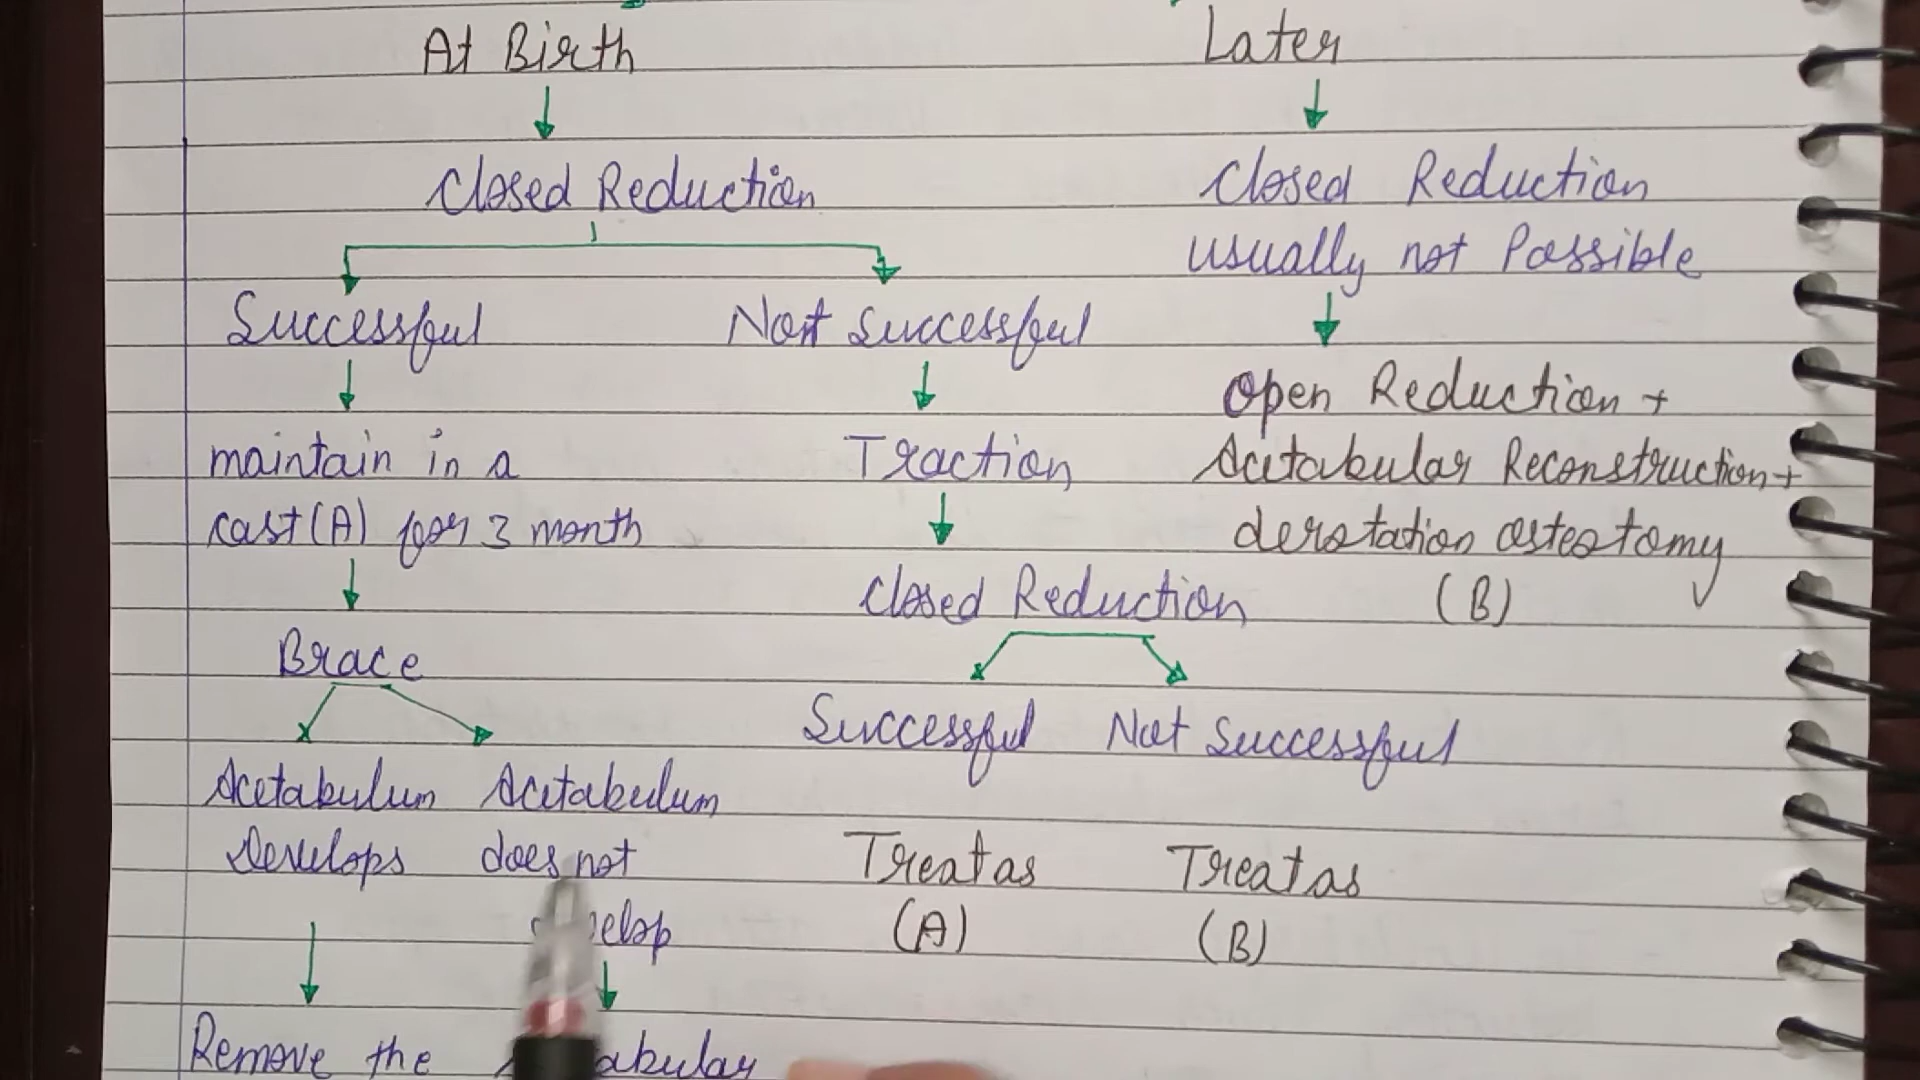 At Birth
Later
Closed Reduction
Closed Reduction
usually not Possible
Successful
Not Successful
Open Reduction +
Acetabular Reconstruction +
derotation osteotomy
(B)
maintain in a
cast (A) for 3 month
Traction
Closed Reduction
Brace
Successful
Not Successful
Acetabulum
Develops
Acetabulum
does not
Treat as
(A)
Treat as
(B)
Remove the